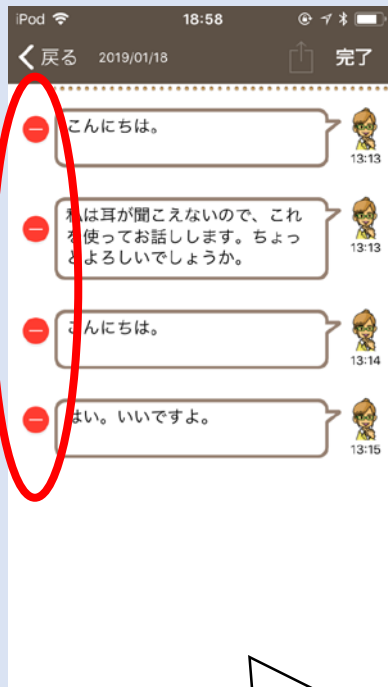 iPod 18:58
戻る 2019/01/18 完了
こんにちは。
13:13
私は耳が聞こえないので、これ
を使ってお話しします。ちょっ
とよろしいでしょうか。
13:13
こんにちは。
13:14
はい。いいですよ。
13:15